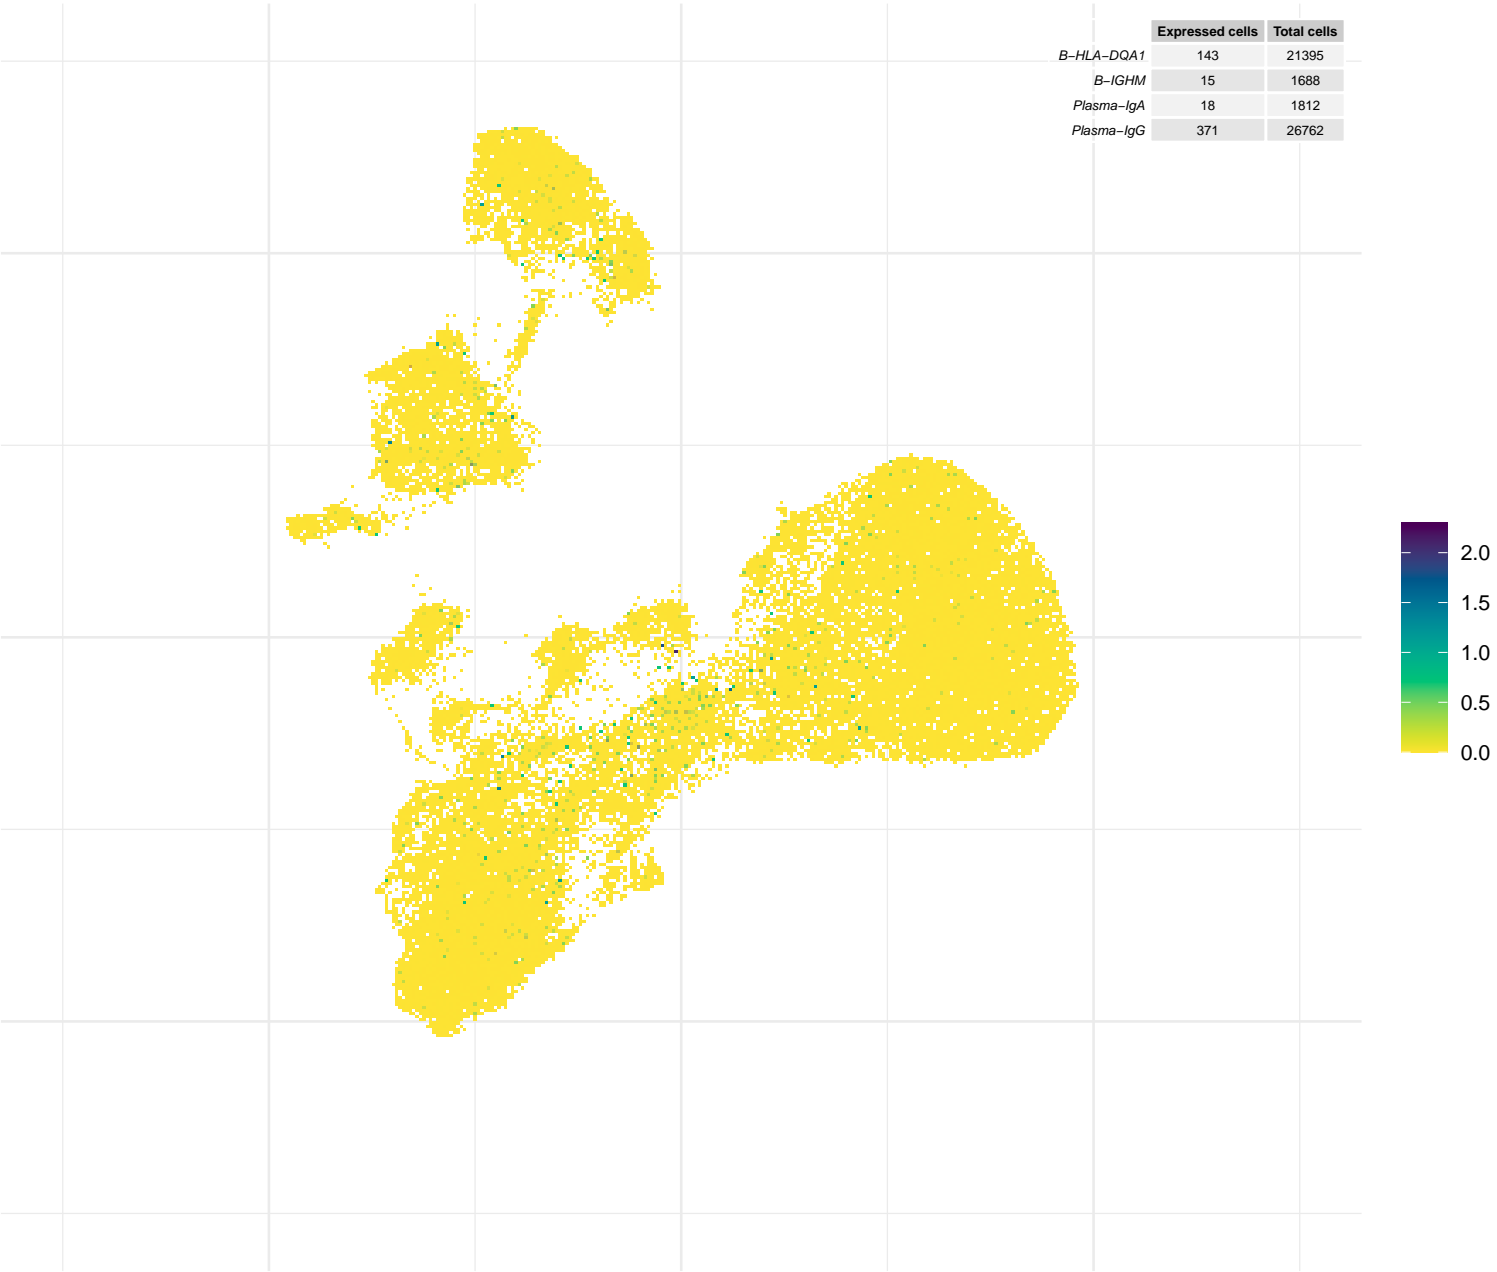 Expressed cells Total cells
B−HLA−DQA1 143 21395
B−IGHM 15 1688
Plasma−IgA 18 1812
Plasma−IgG 371 26762
2.0
1.5
1.0
0.5
0.0